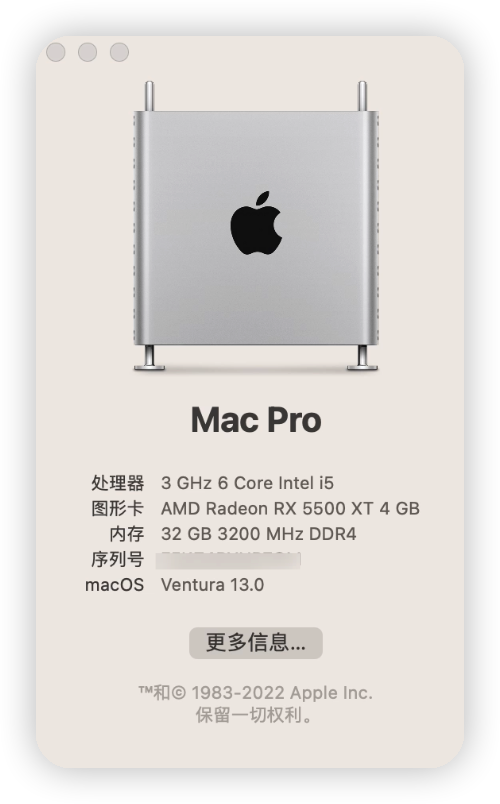 Mac Pro
处理器 3 GHz 6 Core Intel i5
图形卡 AMD Radeon RX 5500 XT 4 GB
内存 32 GB 3200 MHz DDR4
序列号
macOS Ventura 13.0
更多信息...
™和© 1983-2022 Apple Inc.
保留一切权利。